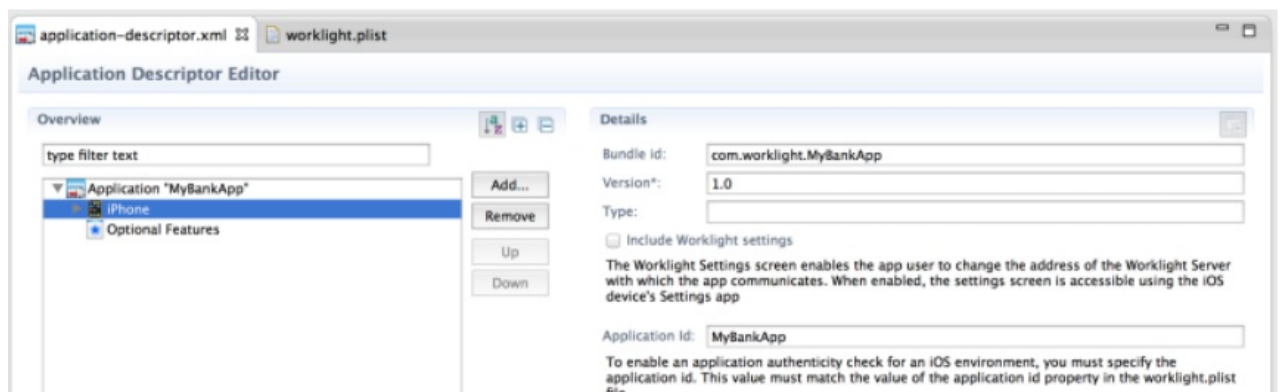 application-descriptor.xml
worklight.plist
Application Descriptor Editor
Overview
type filter text
Application "MyBankApp"
iPhone
Optional Features
Add...
Remove
Up
Down
Details
Bundle id:
com.worklight.MyBankApp
Version*:
1.0
Type:
Include Worklight settings
The Worklight Settings screen enables the app user to change the address of the Worklight Server
with which the app communicates. When enabled, the settings screen is accessible using the iOS
device's Settings app
Application Id:
MyBankApp
To enable an application authenticity check for an iOS environment, you must specify the
application id. This value must match the value of the application id property in the worklight.plist